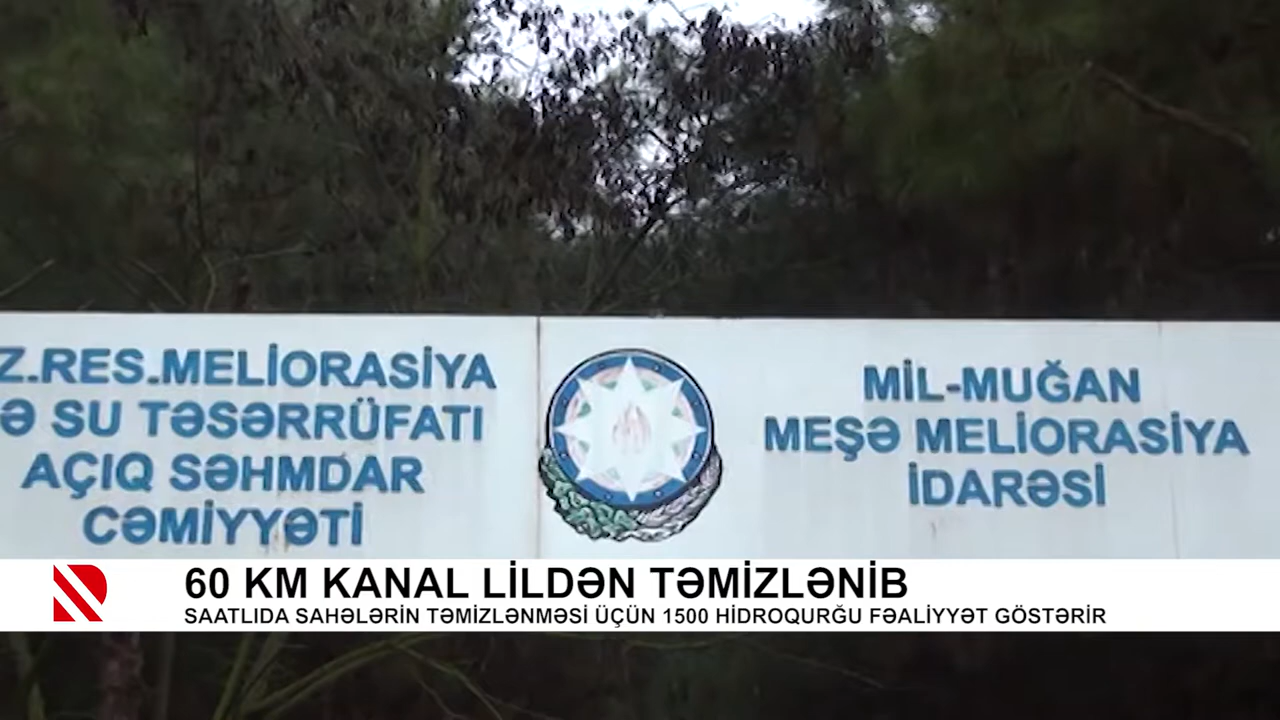 Z.RES.MELİORASİYA
Ə SU TƏSƏRRÜFATI
AÇIQ SƏHMDAR
CƏMİYYƏTİ
MİL-MUĞAN
MEŞƏ MELİORASİYA
İDARƏSİ
60 KM KANAL LİLDƏN TƏMİZLƏNİB
SAATLIDA SAHƏLƏRİN TƏMİZLƏNMƏSİ ÜÇÜN 1500 HİDROQURĞU FƏALİYYƏT GÖSTƏRİR